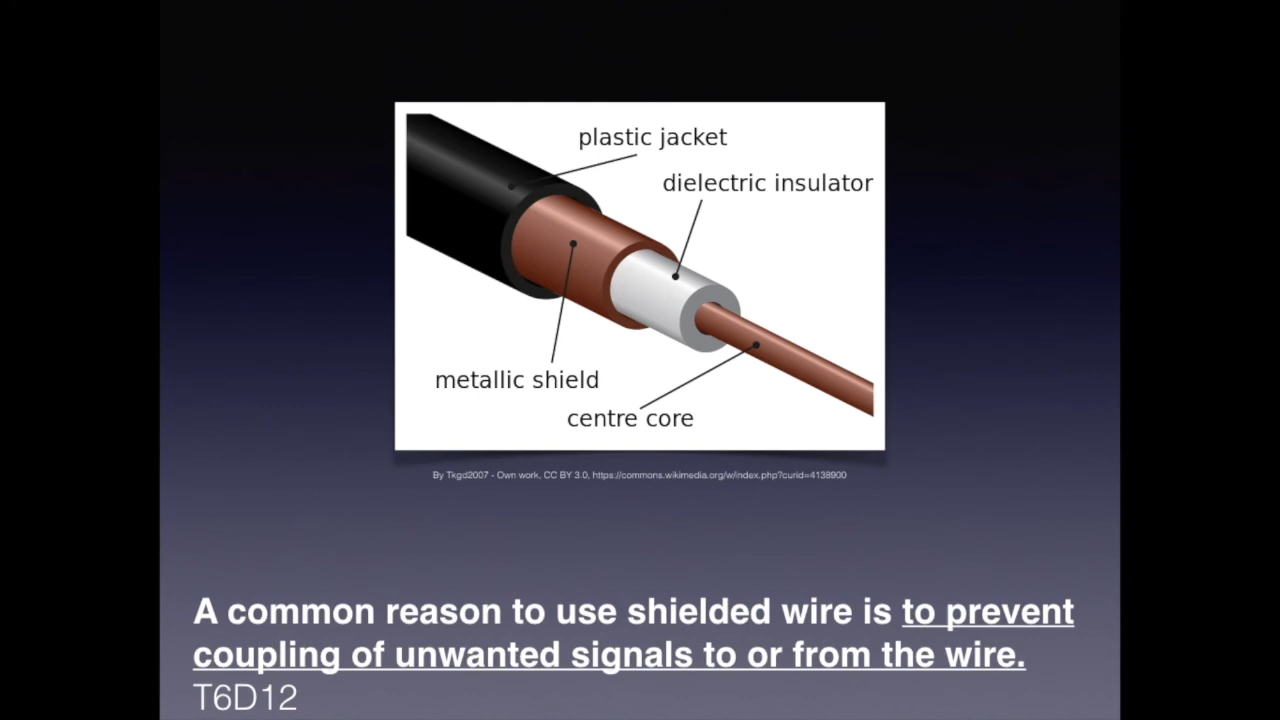 plastic jacket
dielectric insulator
metallic shield
centre core
By Tkgd2007 - Own work, CC BY 3.0, https://commons.wikimedia.org/w/index.php?curid=4138900
A common reason to use shielded wire is to prevent
coupling of unwanted signals to or from the wire.
T6D12